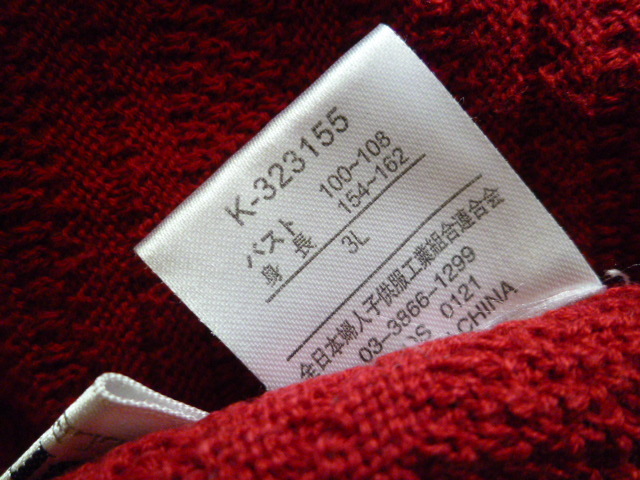 K-323155
バスト 100-108
身長 154-162
3L
全日本婦人子供服工業組合連合会
03-3866-1299
DS 0121
CHINA